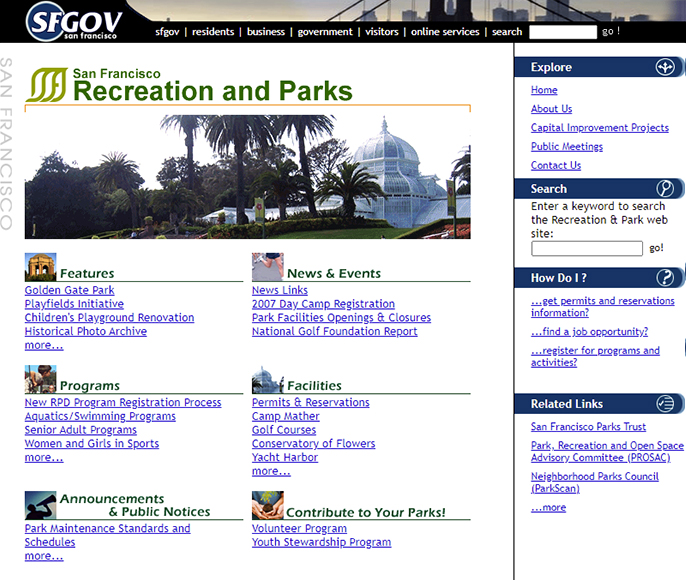 SFGOV
san francisco
sfgov | residents | business | government | visitors | online services | search go !
SAN FRANCISCO
San Francisco
Recreation and Parks
Features
Golden Gate Park
Playfields Initiative
Children's Playground Renovation
Historical Photo Archive
more...
News & Events
News Links
2007 Day Camp Registration
Park Facilities Openings & Closures
National Golf Foundation Report
Programs
New RPD Program Registration Process
Aquatics/Swimming Programs
Senior Adult Programs
Women and Girls in Sports
more...
Facilities
Permits & Reservations
Camp Mather
Golf Courses
Conservatory of Flowers
Yacht Harbor
more...
Announcements
& Public Notices
Park Maintenance Standards and
Schedules
more...
Contribute to Your Parks!
Volunteer Program
Youth Stewardship Program
Explore
Home
About Us
Capital Improvement Projects
Public Meetings
Contact Us
Search
Enter a keyword to search
the Recreation & Park web
site:
go!
How Do I ?
...get permits and reservations
information?
...find a job opportunity?
...register for programs and
activities?
Related Links
San Francisco Parks Trust
Park, Recreation and Open Space
Advisory Committee (PROSAC)
Neighborhood Parks Council
(ParkScan)
...more